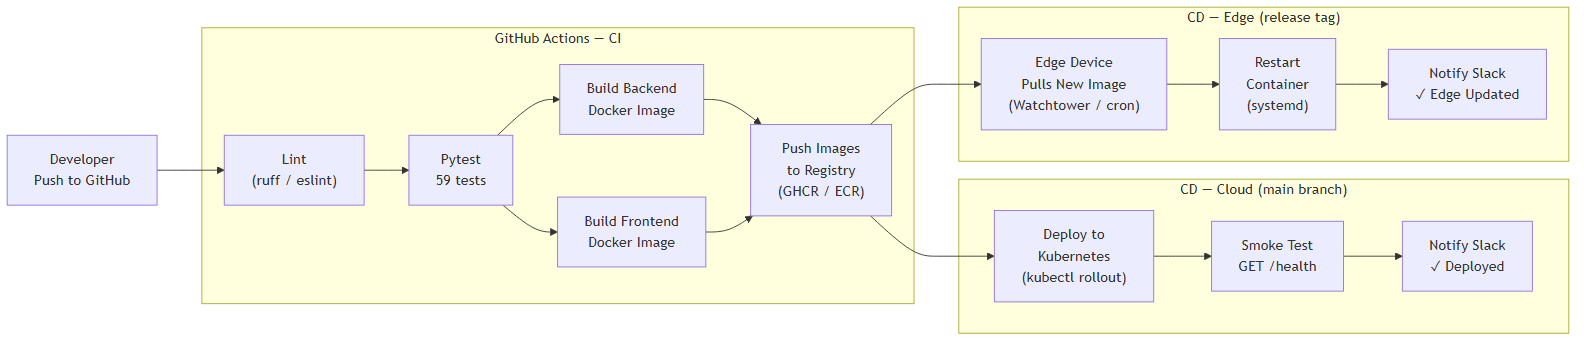 Developer
Push to GitHub
GitHub Actions — CI
Lint
(ruff / eslint)
Pytest
59 tests
Build Backend
Docker Image
Build Frontend
Docker Image
Push Images
to Registry
(GHCR / ECR)
CD — Edge (release tag)
Edge Device
Pulls New Image
(Watchtower / cron)
Restart
Container
(systemd)
Notify Slack
✓ Edge Updated
CD — Cloud (main branch)
Deploy to
Kubernetes
(kubectl rollout)
Smoke Test
GET /health
Notify Slack
✓ Deployed